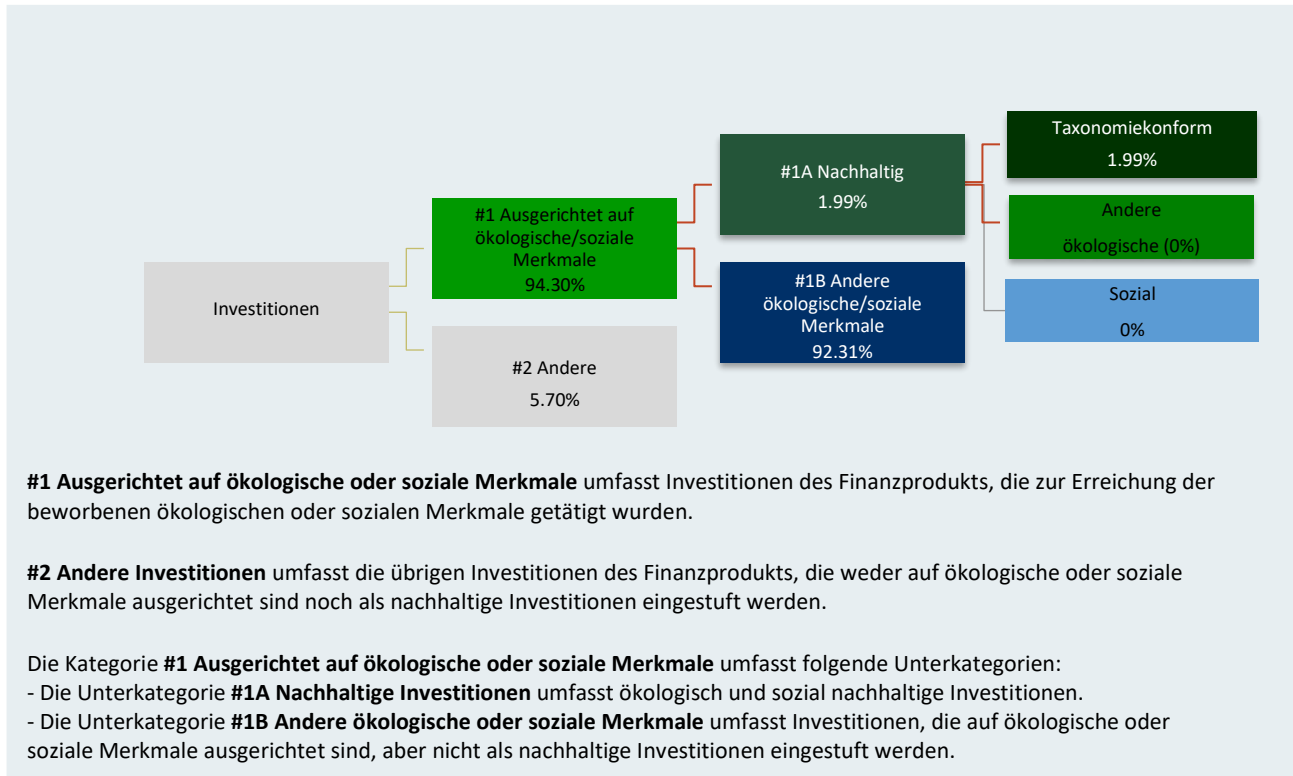 Investitionen
#1 Ausgerichtet auf
ökologische/soziale
Merkmale
94.30%
#2 Andere
5.70%
#1A Nachhaltig
1.99%
#1B Andere
ökologische/soziale
Merkmale
92.31%
Taxonomiekonform
1.99%
Andere
ökologische (0%)
Sozial
0%
#1 Ausgerichtet auf ökologische oder soziale Merkmale umfasst Investitionen des Finanzprodukts, die zur Erreichung der
beworbenen ökologischen oder sozialen Merkmale getätigt wurden.
#2 Andere Investitionen umfasst die übrigen Investitionen des Finanzprodukts, die weder auf ökologische oder soziale
Merkmale ausgerichtet sind noch als nachhaltige Investitionen eingestuft werden.
Die Kategorie #1 Ausgerichtet auf ökologische oder soziale Merkmale umfasst folgende Unterkategorien:
- Die Unterkategorie #1A Nachhaltige Investitionen umfasst ökologisch und sozial nachhaltige Investitionen.
- Die Unterkategorie #1B Andere ökologische oder soziale Merkmale umfasst Investitionen, die auf ökologische oder
soziale Merkmale ausgerichtet sind, aber nicht als nachhaltige Investitionen eingestuft werden.